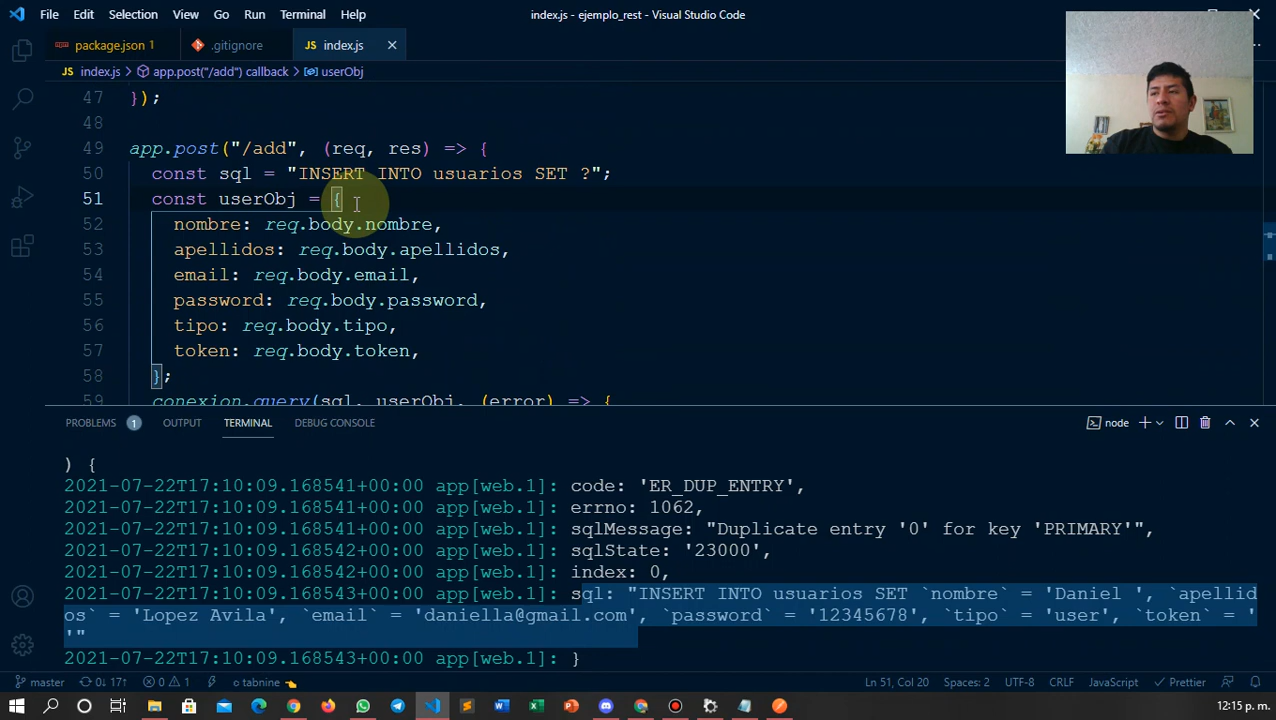 File Edit Selection View Go Run Terminal Help index.js - ejemplo_rest - Visual Studio Code
package.json 1 .gitignore JS index.js
JS index.js > app.post("/add") callback > userObj
47 });
48
49 app.post("/add", (req, res) => {
50 const sql = "INSERT INTO usuarios SET ?";
51 const userObj = {
52 nombre: req.body.nombre,
53 apellidos: req.body.apellidos,
54 email: req.body.email,
55 password: req.body.password,
56 tipo: req.body.tipo,
57 token: req.body.token,
58 };
59 conexion.query(sql, userObj, (error) => {
PROBLEMS 1 OUTPUT TERMINAL DEBUG CONSOLE node
) {
2021-07-22T17:10:09.168541+00:00 app[web.1]: code: 'ER_DUP_ENTRY',
2021-07-22T17:10:09.168541+00:00 app[web.1]: errno: 1062,
2021-07-22T17:10:09.168541+00:00 app[web.1]: sqlMessage: "Duplicate entry '0' for key 'PRIMARY'",
2021-07-22T17:10:09.168542+00:00 app[web.1]: sqlState: '23000',
2021-07-22T17:10:09.168542+00:00 app[web.1]: index: 0,
2021-07-22T17:10:09.168543+00:00 app[web.1]: sql: "INSERT INTO usuarios SET `nombre` = 'Daniel ', `apellid
os` = 'Lopez Avila', `email` = 'daniella@gmail.com', `password` = '12345678', `tipo` = 'user', `token` = '
'"
2021-07-22T17:10:09.168543+00:00 app[web.1]: }
master 0↓ 17↑ 0 1 tabnine Ln 51, Col 20 Spaces: 2 UTF-8 CRLF JavaScript Prettier
12:15 p. m.